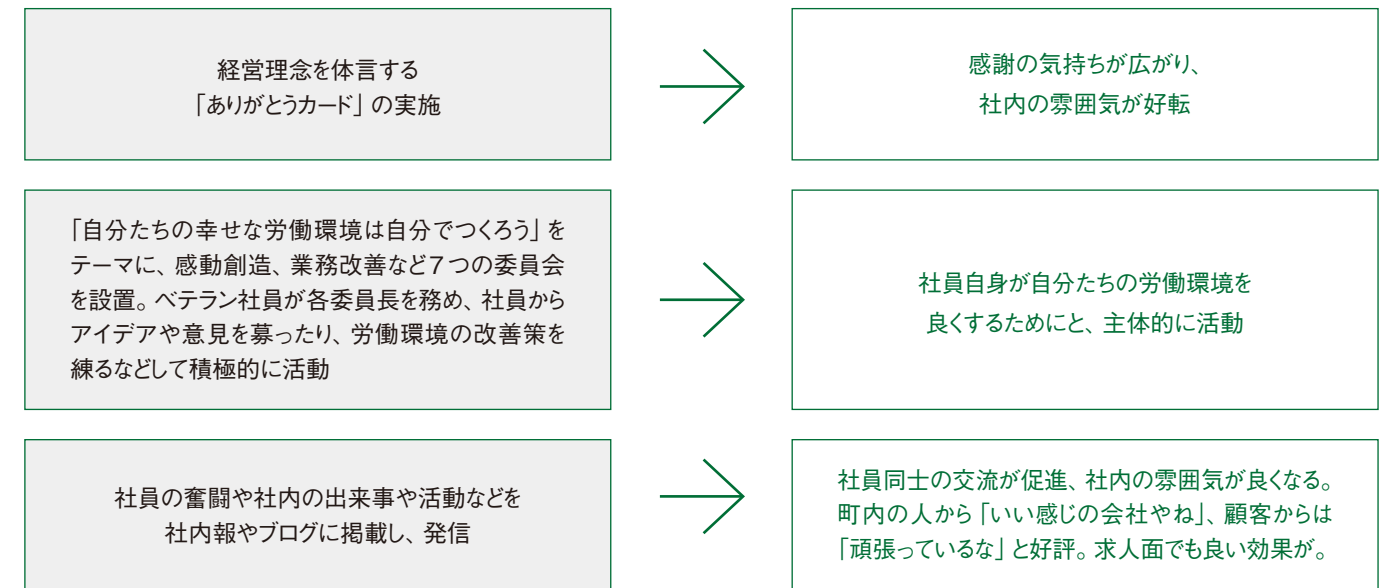 経営理念を体言する
「ありがとうカード」の実施
感謝の気持ちが広がり、
社内の雰囲気が好転
「自分たちの幸せな労働環境は自分でつくろう」を
テーマに、感動創造、業務改善など７つの委員会
を設置。ベテラン社員が各委員長を務め、社員から
アイデアや意見を募ったり、労働環境の改善策を
練るなどして積極的に活動
社員自身が自分たちの労働環境を
良くするためにと、主体的に活動
社員の奮闘や社内の出来事や活動などを
社内報やブログに掲載し、発信
社員同士の交流が促進、社内の雰囲気が良くなる。
町内の人から「いい感じの会社やね」、顧客からは
「頑張っているな」と好評。求人面でも良い効果が。